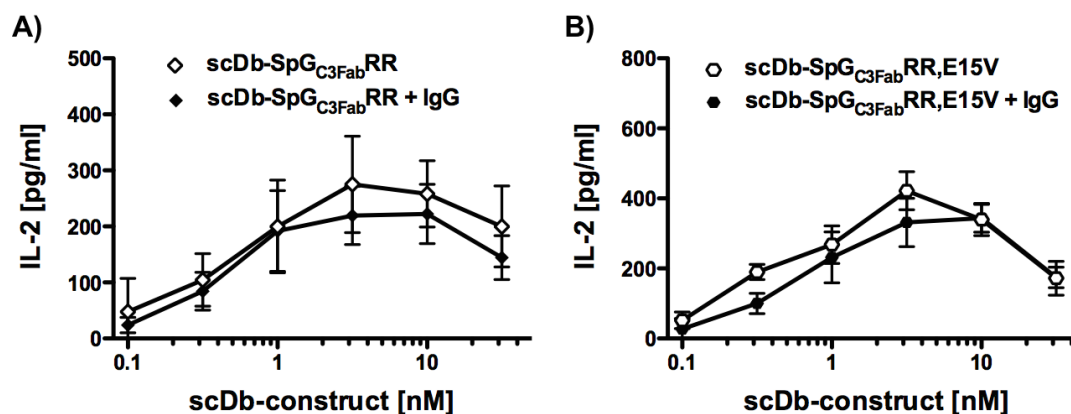 A)
scDb-SpGC3FabRR
scDb-SpGC3FabRR + IgG
IL-2 [pg/ml]
500
400
300
200
100
0
0.1 1 10
scDb-construct [nM]
B)
scDb-SpGC3FabRR,E15V
scDb-SpGC3FabRR,E15V + IgG
IL-2 [pg/ml]
800
600
400
200
0
0.1 1 10
scDb-construct [nM]